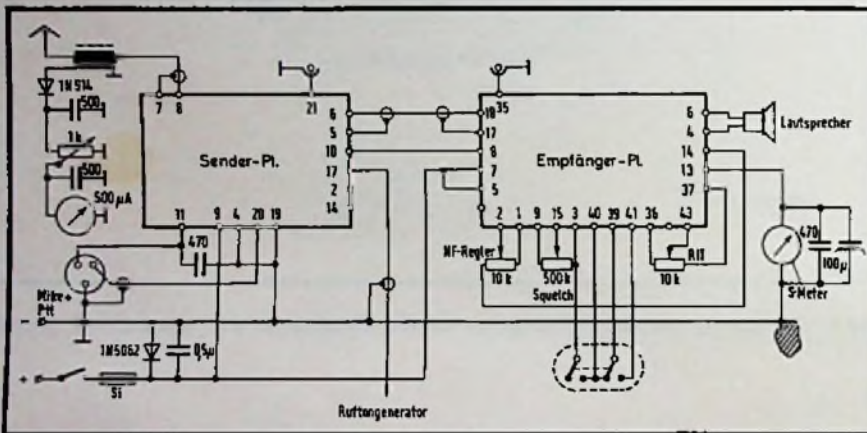 1N914
500
1k
500
500µA
7 8
21
6
5
10
17
2
14
Sender-Pl.
11 9 4 20 19
470
Mike +
Ptt
-
1N5062
0,5µ
+
Si
Ruftongenerator
35
18
17
8
7
5
Empfänger-Pl.
6
4
14
13
37
Lautsprecher
2 1 9 15 3 40 39 41 36 43
NF-Regler
10k
500k
Squelch
RIT
10k
470
100µ
S-Meter